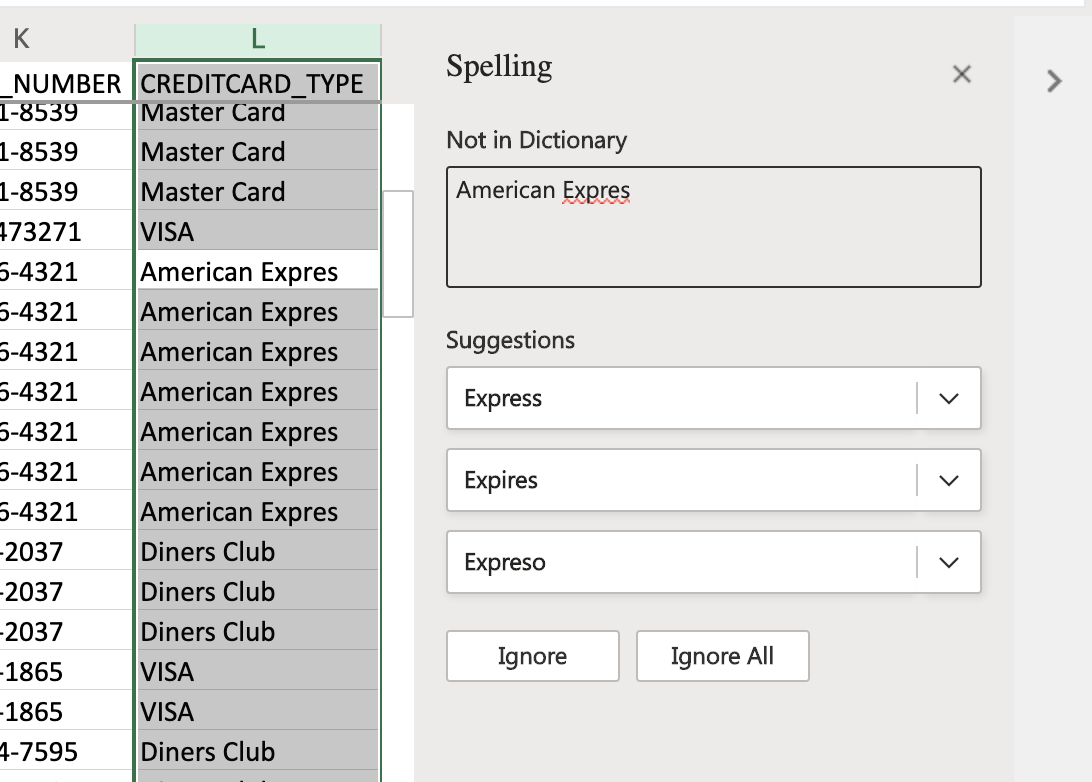 K L
_NUMBER CREDITCARD_TYPE
1-8539 Master Card
1-8539 Master Card
1-8539 Master Card
473271 VISA
6-4321 American Expres
6-4321 American Expres
6-4321 American Expres
6-4321 American Expres
6-4321 American Expres
6-4321 American Expres
6-4321 American Expres
-2037 Diners Club
-2037 Diners Club
-2037 Diners Club
-1865 VISA
-1865 VISA
4-7595 Diners Club
Spelling
Not in Dictionary
American Expres
Suggestions
Express
Expires
Expreso
Ignore Ignore All